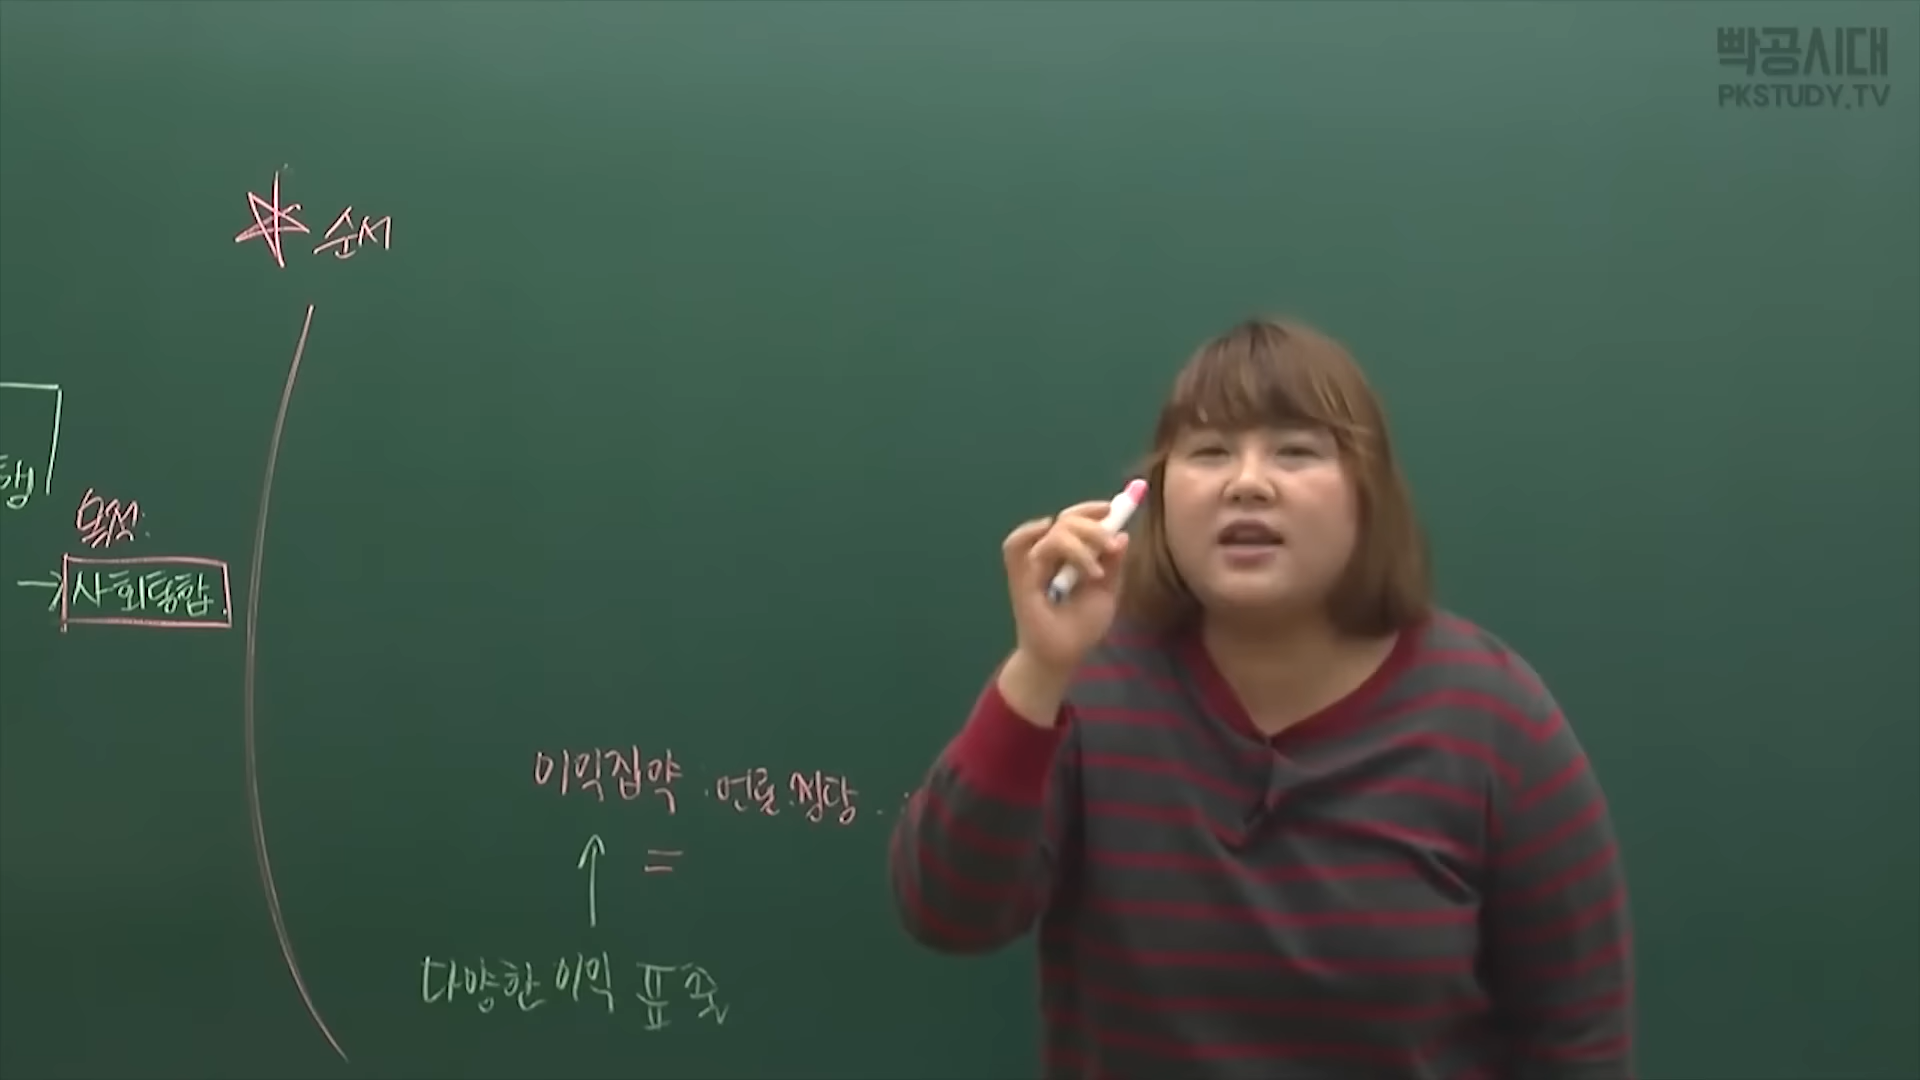 빡공시대
PKSTUDY.TV
순서
목적:
→ 사회통합.
이익집약 · 언론·정당 ·
↑ =
다양한 이익 표출